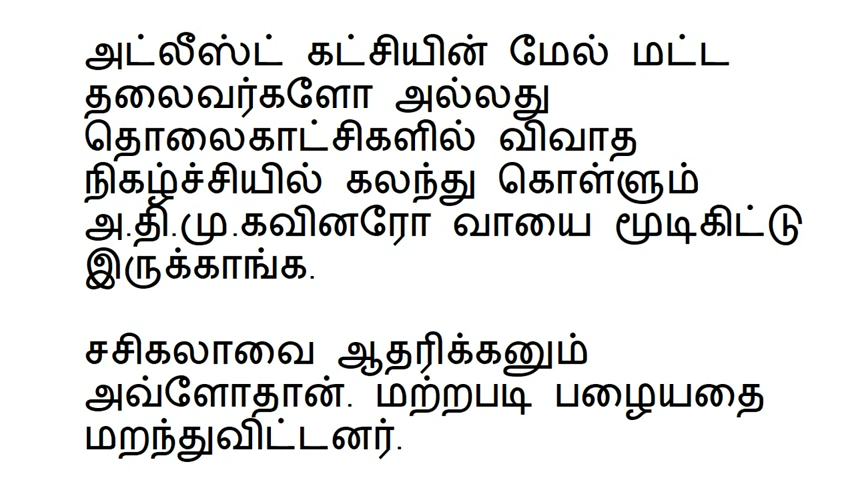 அட்லீஸ்ட் கட்சியின் மேல் மட்ட
தலைவர்களோ அல்லது
தொலைகாட்சிகளில் விவாத
நிகழ்ச்சியில் கலந்து கொள்ளும்
அ.தி.மு.கவினரோ வாயை மூடிகிட்டு
இருக்காங்க.
சசிகலாவை ஆதரிக்கனும்
அவ்ளோதான். மற்றபடி பழையதை
மறந்துவிட்டனர்.